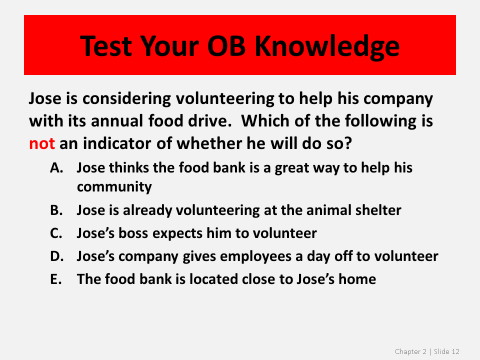 Test Your OB Knowledge
Jose is considering volunteering to help his company
with its annual food drive.  Which of the following is
not an indicator of whether he will do so?
A. Jose thinks the food bank is a great way to help his
community
B. Jose is already volunteering at the animal shelter
C. Jose’s boss expects him to volunteer
D. Jose’s company gives employees a day off to volunteer
E. The food bank is located close to Jose’s home
Chapter 2 | Slide 12